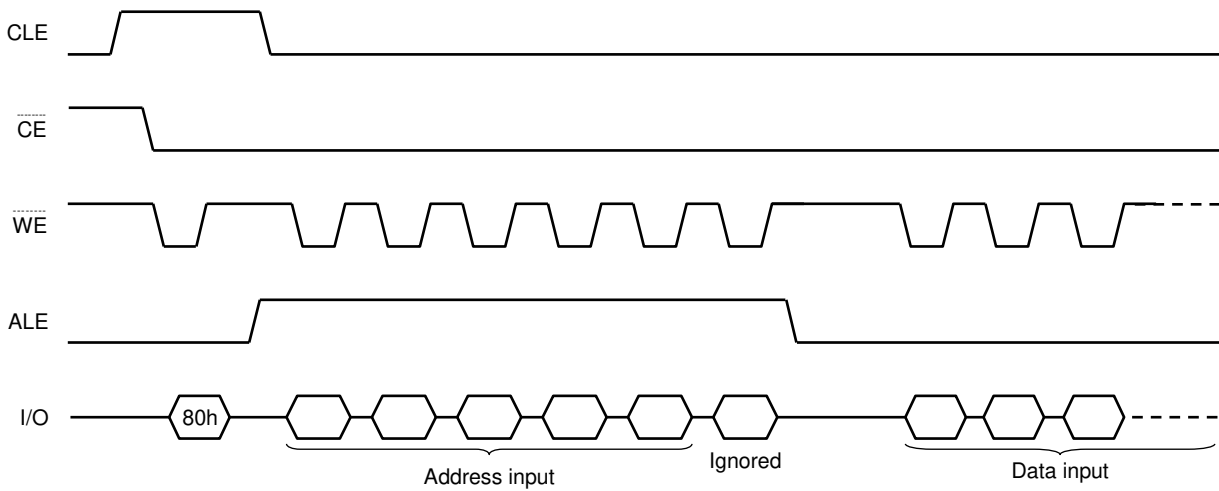 CLE
CE
WE
ALE
I/O
80h
Address input
Ignored
Data input